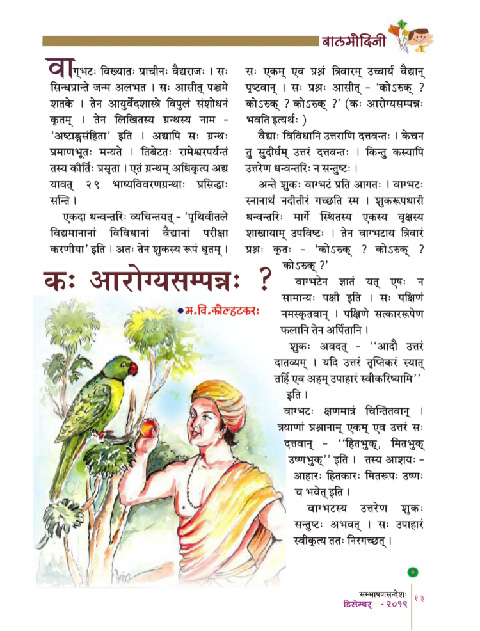 बालमोदिनी
वाग्भटः विख्यातः प्राचीनः वैद्यराजः । सः
सिन्धप्रान्ते जन्म अलभत । सः आसीत् पञ्चमे
शतके । तेन आयुर्वेदशास्त्रे विपुलं संशोधनं
कृतम् । तेन लिखितस्य ग्रन्थस्य नाम -
'अष्टाङ्गसंहिता' इति । अद्यापि सः ग्रन्थः
प्रमाणभूतः मन्यते । तिबेटतः रामेश्वरपर्यन्तं
तस्य कीर्तिः प्रसृता । एतं ग्रन्थम् अधिकृत्य अद्य
यावत् २९ भाष्यविवरणग्रन्थाः प्रसिद्धाः
सन्ति ।
एकदा धन्वन्तरिः व्यचिन्तयत् - 'पृथिवीतले
विद्यमानानां विविधानां वैद्यानां परीक्षा
करणीया' इति । अतः तेन शुकस्य रूपं धृतम् ।
सः एकम् एव प्रश्नं त्रिवारम् उच्चार्य वैद्यान्
पृष्टवान् । सः प्रश्नः आसीत् - 'कोऽरुक् ?
कोऽरुक् ? कोऽरुक् ?' (कः आरोग्यसम्पन्नः
भवति इत्यर्थः )
वैद्याः विविधानि उत्तराणि दत्तवन्तः । केचन
तु सुदीर्घम् उत्तरं दत्तवन्तः । किन्तु कस्यापि
उत्तरेण धन्वन्तरिः न सन्तुष्टः ।
अन्ते शुकः वाग्भटं प्रति आगतः । वाग्भटः
स्नानार्थं नदीतीरं गच्छति स्म । शुकरूपधारी
धन्वन्तरिः मार्गे स्थितस्य एकस्य वृक्षस्य
शाखायाम् उपविष्टः । तेन वाग्भटाय त्रिवारं
प्रश्नः कृतः - 'कोऽरुक् ? कोऽरुक् ?
कोऽरुक् ?'
कः आरोग्यसम्पन्नः ?
●म.वि.कोल्हटकरः
वाग्भटेन ज्ञातं यत् एषः न
सामान्यः पक्षी इति । सः पक्षिणं
नमस्कृतवान् । पक्षिणे सत्काररूपेण
फलानि तेन अर्पितानि ।
शुकः अवदत् - ''आदौ उत्तरं
दातव्यम् । यदि उत्तरं तृप्तिकरं स्यात्
तर्हि एव अहम् उपाहारं स्वीकरिष्यामि''
इति ।
वाग्भटः क्षणमात्रं चिन्तितवान् ।
त्रयाणां प्रश्नानाम् एकम् एव उत्तरं सः
दत्तवान् - ''हितभुक्, मितभुक्
उष्णभुक्'' इति । तस्य आशयः -
आहारः हितकारः मितरूपः उष्णः
च भवेत् इति ।
वाग्भटस्य उत्तरेण शुकः
सन्तुष्टः अभवत् । सः उपाहारं
स्वीकृत्य ततः निरगच्छत् ।
सम्भाषणसन्देशः
डिसेम्बर् - २०१९
१७